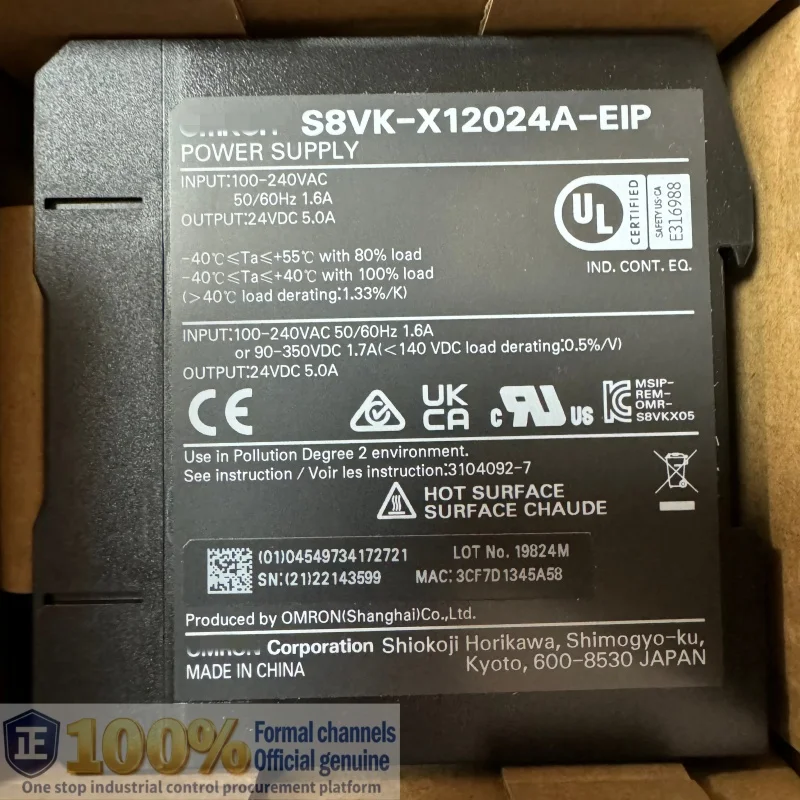 OMRON S8VK-X12024A-EIP
POWER SUPPLY
INPUT:100-240VAC
50/60Hz 1.6A
OUTPUT:24VDC 5.0A
-40℃≤Ta≤+55℃ with 80% load
-40℃≤Ta≤+40℃ with 100% load
(>40℃ load derating:1.33%/K)
UL CERTIFIED
SAFETY US CA
E316988
IND. CONT. EQ.
INPUT:100-240VAC 50/60Hz 1.6A
or 90-350VDC 1.7A(<140 VDC load derating:0.5%/V)
OUTPUT:24VDC 5.0A
CE
UK
CA
c RU US
MSIP-
REM-
OMR-
S8VKX05
Use in Pollution Degree 2 environment.
See instruction / Voir les instruction:3104092-7
HOT SURFACE
SURFACE CHAUDE
(01)04549734172721 LOT No. 19824M
SN:(21)22143599 MAC: 3CF7D1345A58
Produced by OMRON(Shanghai)Co.,Ltd.
OMRON Corporation Shiokoji Horikawa, Shimogyo-ku,
Kyoto, 600-8530 JAPAN
MADE IN CHINA
正 100% Formal channels
Official genuine
One stop industrial control procurement platform